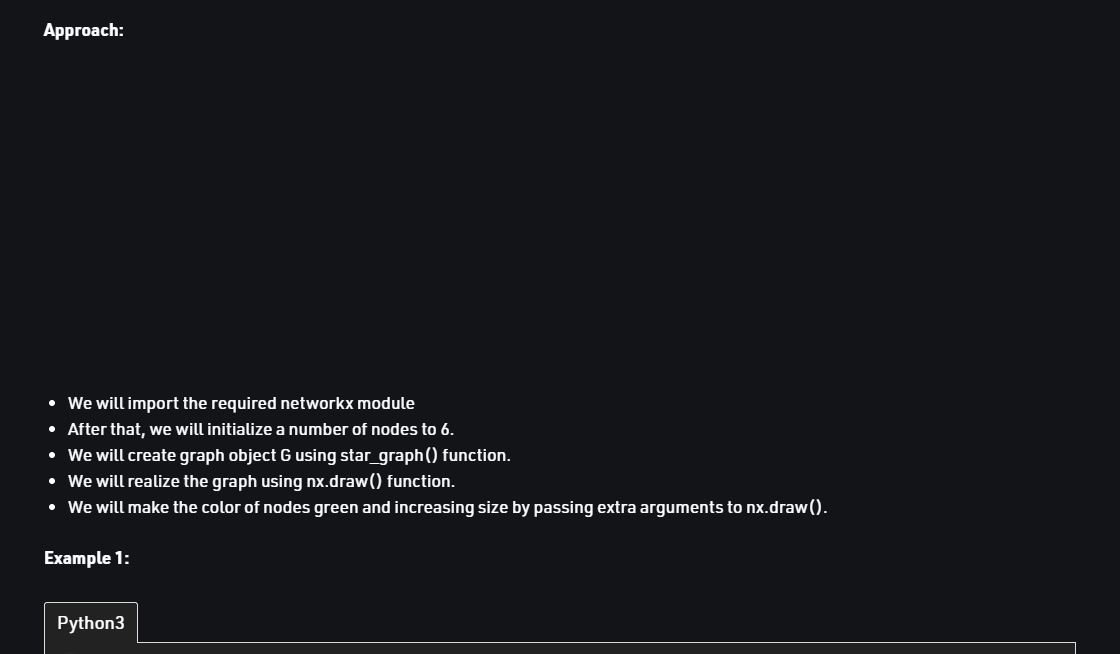 Approach:
• We will import the required networkx module
• After that, we will initialize a number of nodes to 6.
• We will create graph object G using star_graph() function.
• We will realize the graph using nx.draw() function.
• We will make the color of nodes green and increasing size by passing extra arguments to nx.draw().
Example 1:
Python3